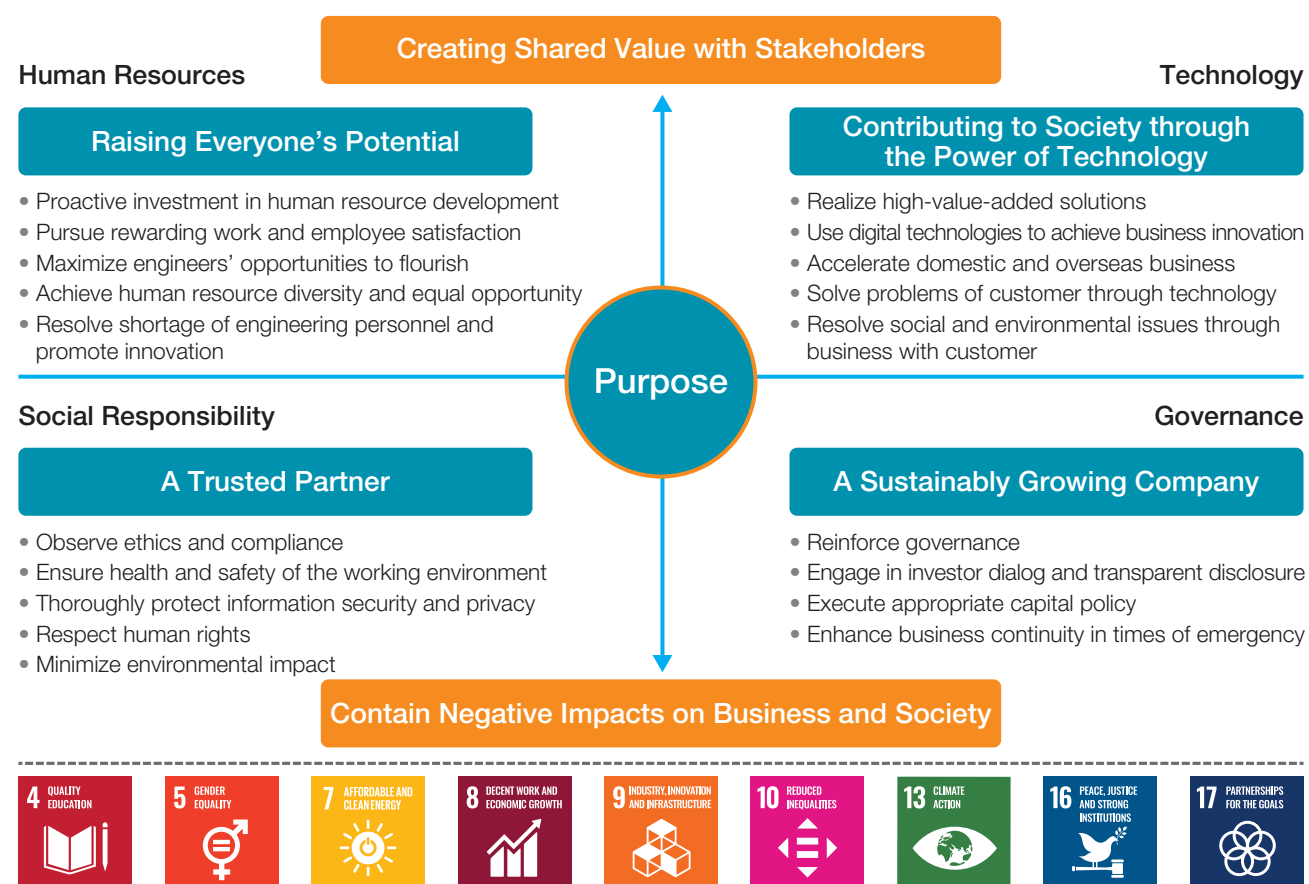 Creating Shared Value with Stakeholders
Human Resources
Technology
Raising Everyone’s Potential
Contributing to Society through
the Power of Technology
• Proactive investment in human resource development
• Pursue rewarding work and employee satisfaction
• Maximize engineers’ opportunities to flourish
• Achieve human resource diversity and equal opportunity
• Resolve shortage of engineering personnel and
promote innovation
• Realize high-value-added solutions
• Use digital technologies to achieve business innovation
• Accelerate domestic and overseas business
• Solve problems of customer through technology
• Resolve social and environmental issues through
business with customer
Purpose
Social Responsibility
Governance
A Trusted Partner
A Sustainably Growing Company
• Observe ethics and compliance
• Ensure health and safety of the working environment
• Thoroughly protect information security and privacy
• Respect human rights
• Minimize environmental impact
• Reinforce governance
• Engage in investor dialog and transparent disclosure
• Execute appropriate capital policy
• Enhance business continuity in times of emergency
Contain Negative Impacts on Business and Society
4 QUALITY
EDUCATION
5 GENDER
EQUALITY
7 AFFORDABLE AND
CLEAN ENERGY
8 DECENT WORK AND
ECONOMIC GROWTH
9 INDUSTRY, INNOVATION
AND INFRASTRUCTURE
10 REDUCED
INEQUALITIES
13 CLIMATE
ACTION
16 PEACE, JUSTICE
AND STRONG
INSTITUTIONS
17 PARTNERSHIPS
FOR THE GOALS